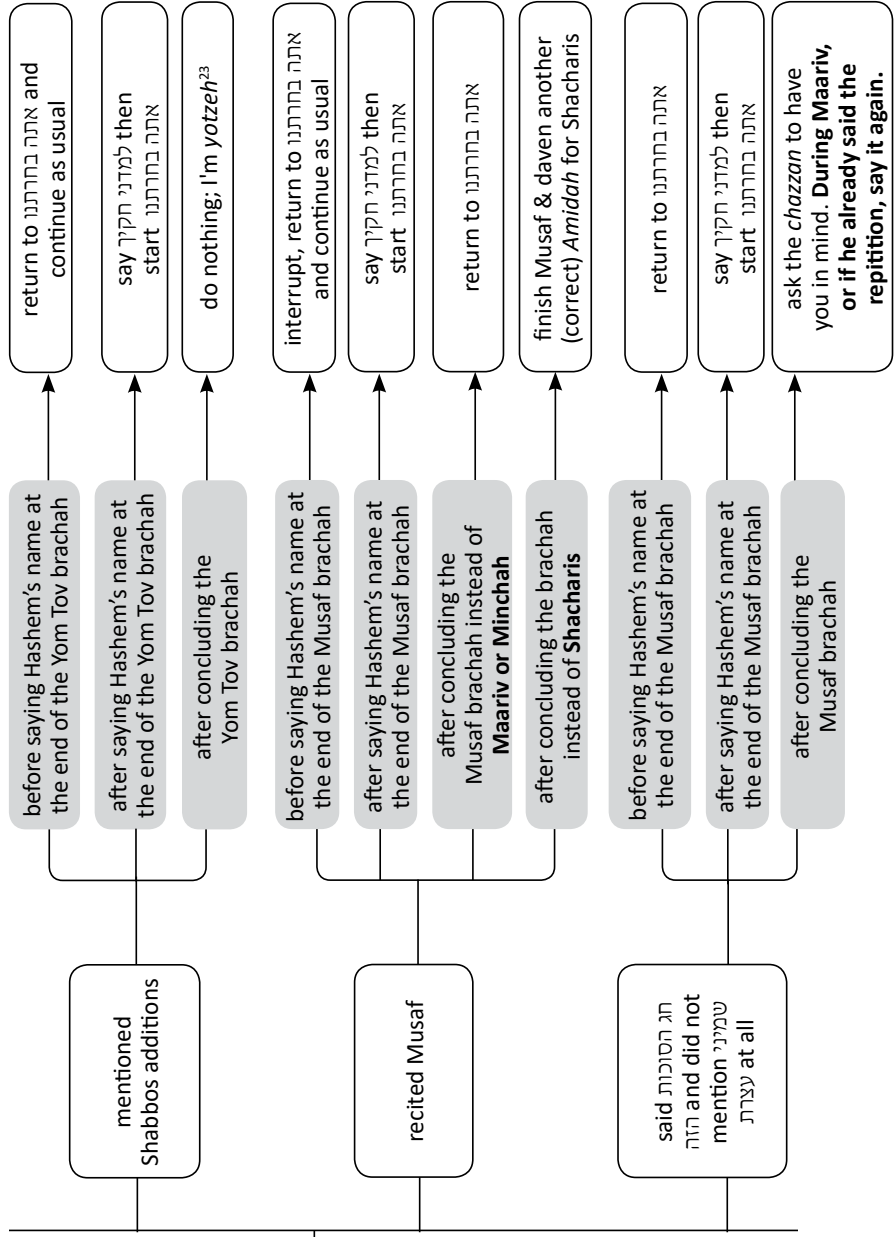 mentioned
Shabbos additions
before saying Hashem's name at
the end of the Yom Tov brachah
return to אתה בחרתנו and
continue as usual
after saying Hashem's name at
the end of the Yom Tov brachah
say למדני חקיך then
start אתה בחרתנו
after concluding the
Yom Tov brachah
do nothing; I'm yotzeh23
recited Musaf
before saying Hashem's name at
the end of the Musaf brachah
interrupt, return to אתה בחרתנו
and continue as usual
after saying Hashem's name at
the end of the Musaf brachah
say למדני חקיך then
start אתה בחרתנו
after concluding the
Musaf brachah instead of
Maariv or Minchah
return to אתה בחרתנו
after concluding the brachah
instead of Shacharis
finish Musaf & daven another
(correct) Amidah for Shacharis
said חג הסוכות
הזה and did not
mention שמיני
עצרת at all
before saying Hashem's name at
the end of the Musaf brachah
return to אתה בחרתנו
after saying Hashem's name at
the end of the Musaf brachah
say למדני חקיך then
start אתה בחרתנו
after concluding the
Musaf brachah
ask the chazzan to have
you in mind. During Maariv,
or if he already said the
repitition, say it again.